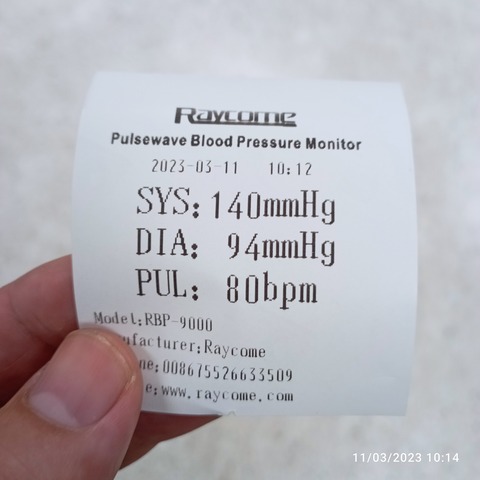 Raycome
Pulsewave Blood Pressure Monitor
2023-03-11 10:12
SYS: 140mmHg
DIA: 94mmHg
PUL: 80bpm
Model:RBP-9000
ufacturer:Raycome
ne:008675526633509
e:www.raycome.com
11/03/2023 10:14